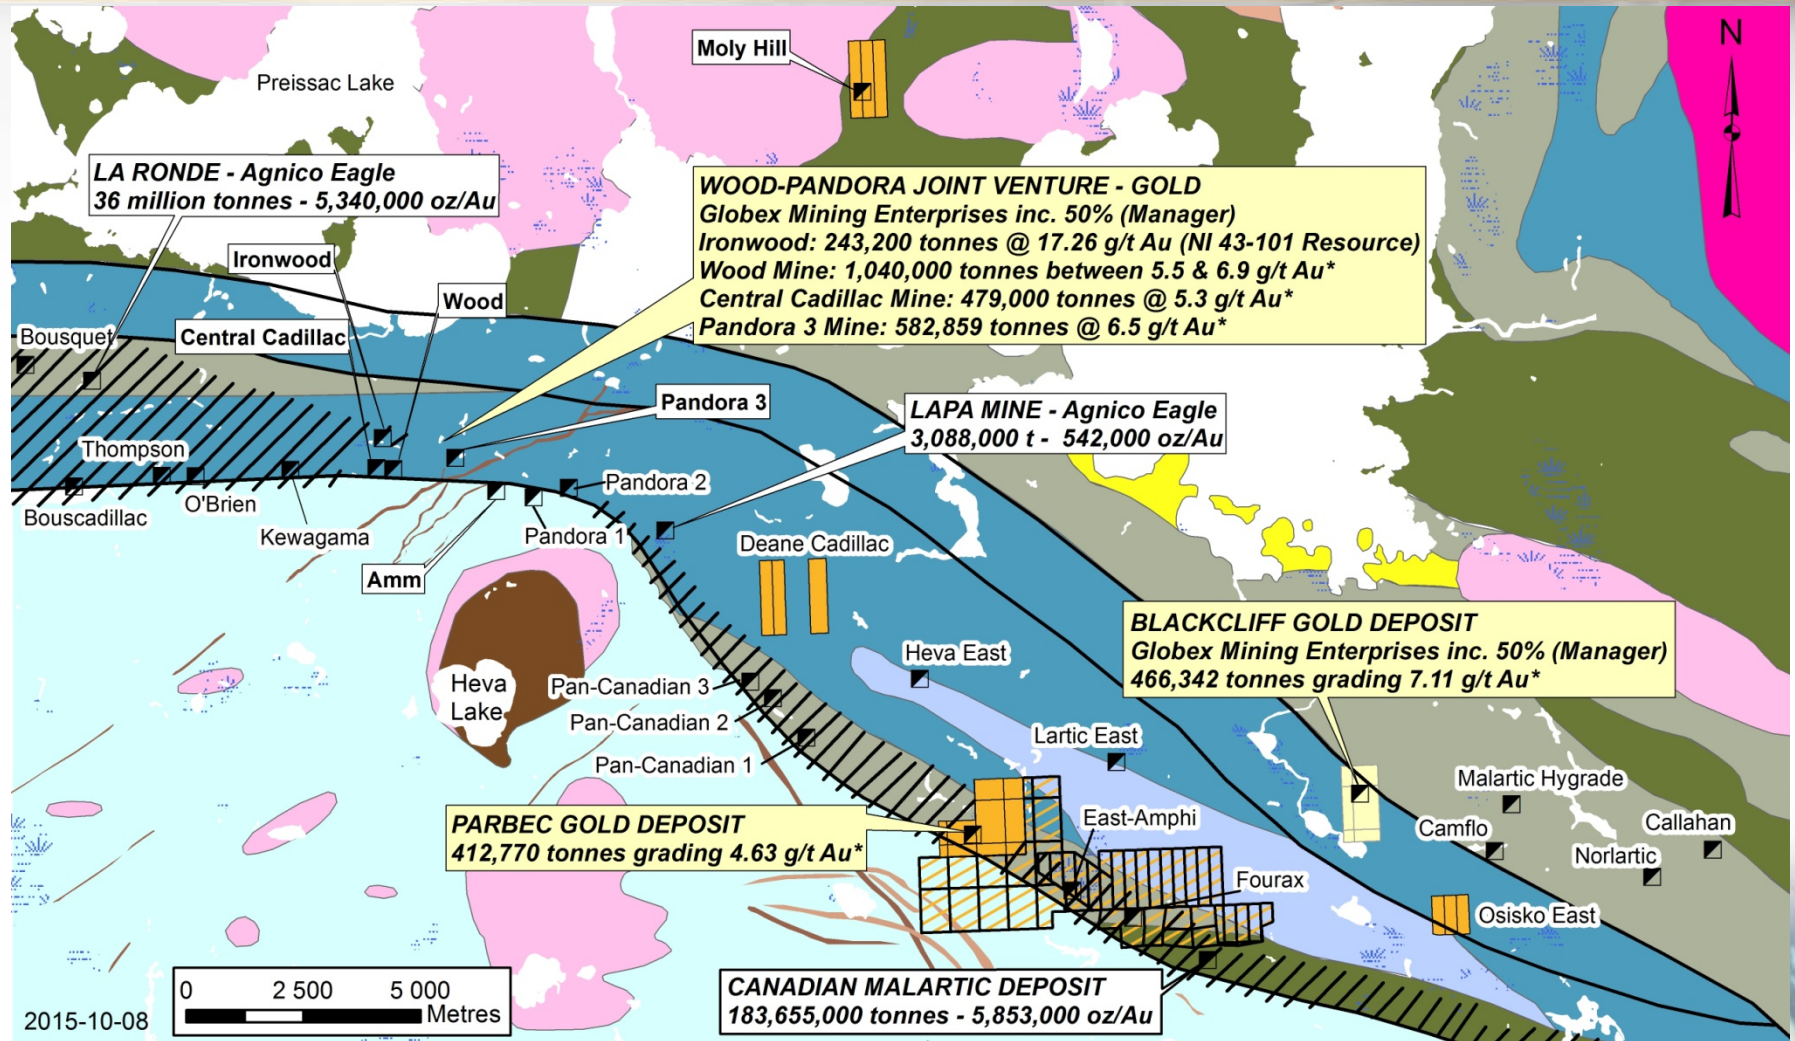 N
Moly Hill
Preissac Lake
LA RONDE - Agnico Eagle
36 million tonnes - 5,340,000 oz/Au
WOOD-PANDORA JOINT VENTURE - GOLD
Globex Mining Enterprises inc. 50% (Manager)
Ironwood: 243,200 tonnes @ 17.26 g/t Au (NI 43-101 Resource)
Wood Mine: 1,040,000 tonnes between 5.5 & 6.9 g/t Au*
Central Cadillac Mine: 479,000 tonnes @ 5.3 g/t Au*
Pandora 3 Mine: 582,859 tonnes @ 6.5 g/t Au*
Ironwood
Wood
Bousquet
Central Cadillac
Pandora 3
LAPA MINE - Agnico Eagle
3,088,000 t - 542,000 oz/Au
Thompson
Pandora 2
O'Brien
Bouscadillac
Kewagama
Pandora 1
Deane Cadillac
Amm
BLACKCLIFF GOLD DEPOSIT
Globex Mining Enterprises inc. 50% (Manager)
466,342 tonnes grading 7.11 g/t Au*
Heva East
Heva
Lake
Pan-Canadian 3
Pan-Canadian 2
Lartic East
Pan-Canadian 1
Malartic Hygrade
PARBEC GOLD DEPOSIT
412,770 tonnes grading 4.63 g/t Au*
East-Amphi
Camflo
Callahan
Norlartic
Fourax
Osisko East
CANADIAN MALARTIC DEPOSIT
183,655,000 tonnes - 5,853,000 oz/Au
0 2 500 5 000
Metres
2015-10-08